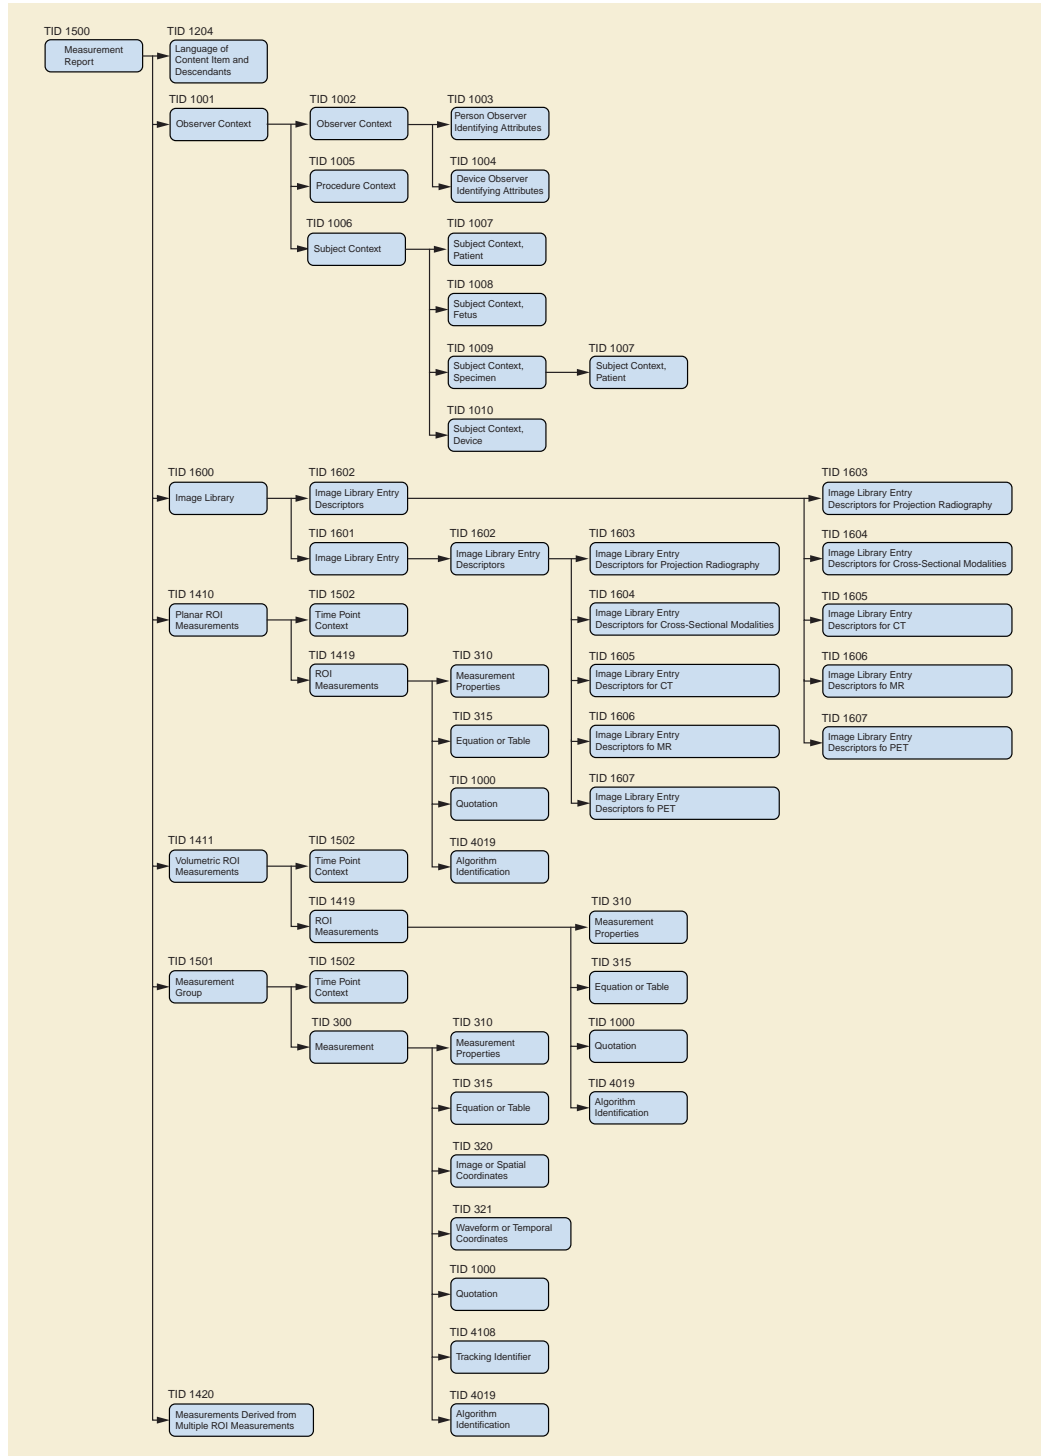 TID 1500
Measurement
Report
TID 1204
Language of
Content Item and
Descendants
TID 1001
Observer Context
TID 1002
Observer Context
TID 1003
Person Observer
Identifying Attributes
TID 1005
Procedure Context
TID 1004
Device Observer
Identifying Attributes
TID 1006
Subject Context
TID 1007
Subject Context,
Patient
TID 1008
Subject Context,
Fetus
TID 1009
Subject Context,
Specimen
TID 1007
Subject Context,
Patient
TID 1010
Subject Context,
Device
TID 1600
Image Library
TID 1602
Image Library Entry
Descriptors
TID 1603
Image Library Entry
Descriptors for Projection Radiography
TID 1601
Image Library Entry
TID 1602
Image Library Entry
Descriptors
TID 1603
Image Library Entry
Descriptors for Projection Radiography
TID 1604
Image Library Entry
Descriptors for Cross-Sectional Modalities
TID 1410
Planar ROI
Measurements
TID 1502
Time Point
Context
TID 1604
Image Library Entry
Descriptors for Cross-Sectional Modalities
TID 1605
Image Library Entry
Descriptors for CT
TID 1419
ROI
Measurements
TID 310
Measurement
Properties
TID 1605
Image Library Entry
Descriptors for CT
TID 1606
Image Library Entry
Descriptors fo MR
TID 315
Equation or Table
TID 1606
Image Library Entry
Descriptors fo MR
TID 1607
Image Library Entry
Descriptors fo PET
TID 1000
Quotation
TID 1607
Image Library Entry
Descriptors fo PET
TID 1411
Volumetric ROI
Measurements
TID 1502
Time Point
Context
TID 4019
Algorithm
Identification
TID 1419
ROI
Measurements
TID 310
Measurement
Properties
TID 1501
Measurement
Group
TID 1502
Time Point
Context
TID 315
Equation or Table
TID 300
Measurement
TID 310
Measurement
Properties
TID 1000
Quotation
TID 315
Equation or Table
TID 4019
Algorithm
Identification
TID 320
Image or Spatial
Coordinates
TID 321
Waveform or Temporal
Coordinates
TID 1000
Quotation
TID 4108
Tracking Identifier
TID 1420
Measurements Derived from
Multiple ROI Measurements
TID 4019
Algorithm
Identification